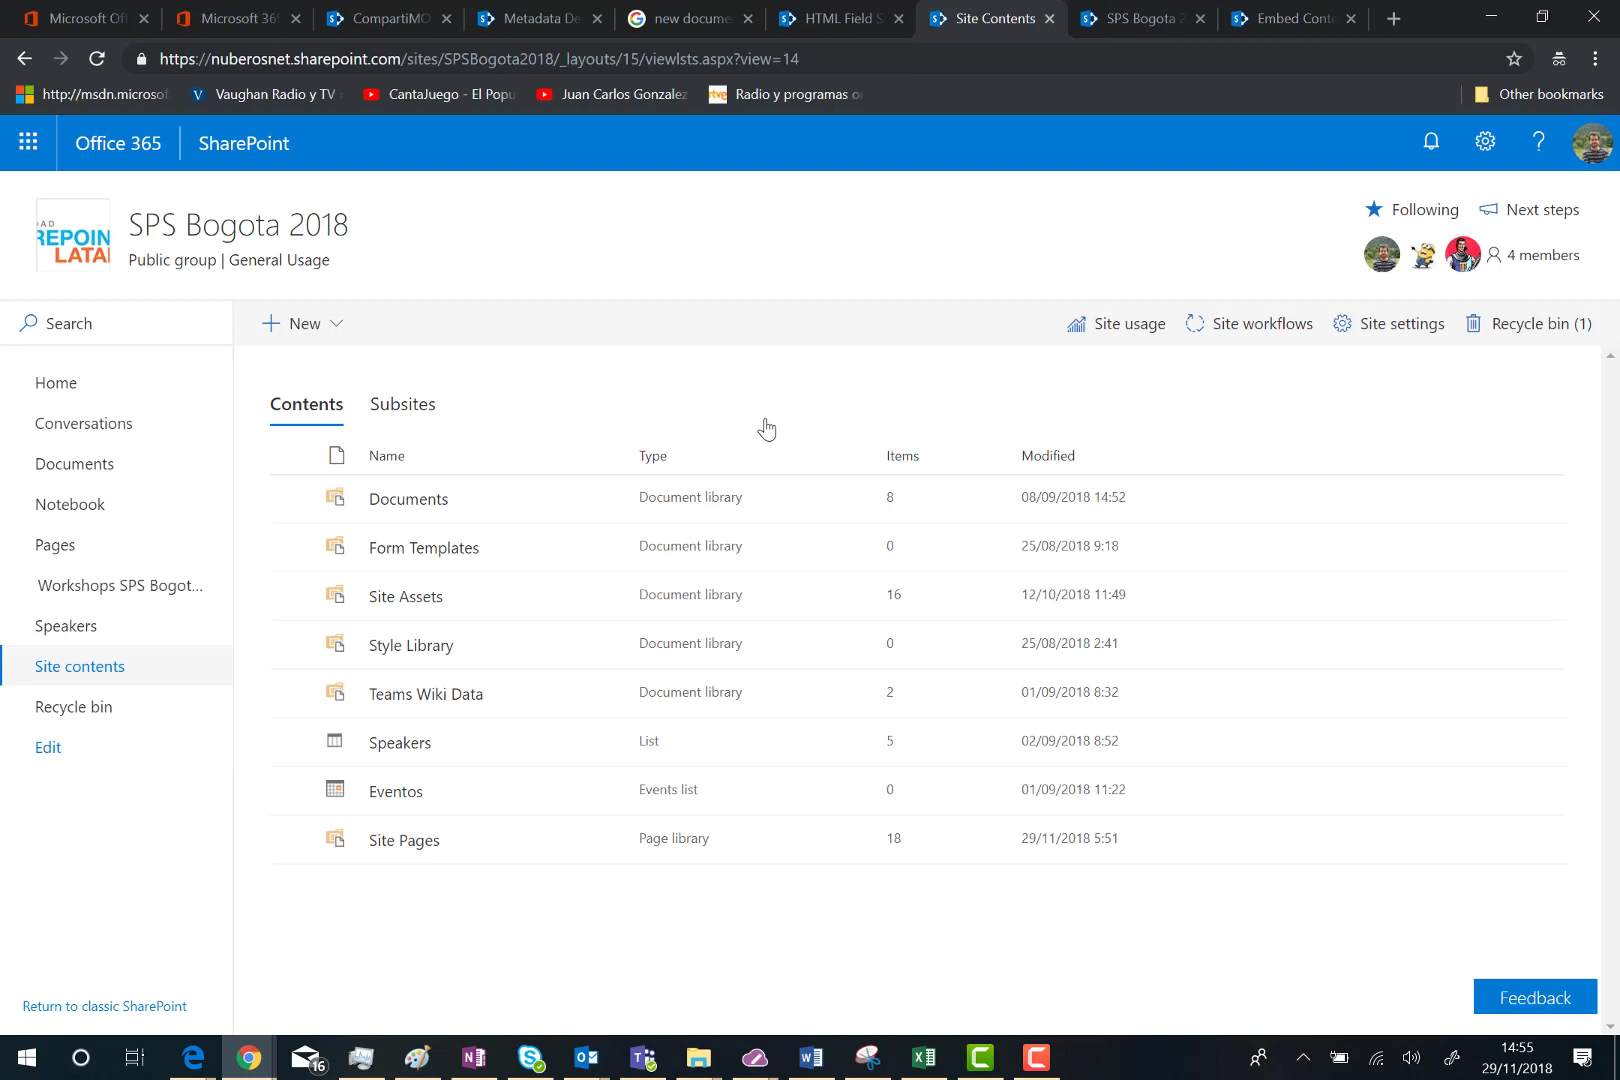 Microsoft Of
Microsoft 36
CompartiMO
Metadata De
new docume
HTML Field S
Site Contents
SPS Bogota 2
Embed Conte
https://nuberosnet.sharepoint.com/sites/SPSBogota2018/_layouts/15/viewlsts.aspx?view=14
http://msdn.microsof
Vaughan Radio y TV
CantaJuego - El Popu
Juan Carlos Gonzalez
rtve
Radio y programas o
Other bookmarks
Office 365
SharePoint
AD
REPOIN
LATA
SPS Bogota 2018
Public group | General Usage
Following
Next steps
4 members
Search
New
Site usage
Site workflows
Site settings
Recycle bin (1)
Home
Conversations
Documents
Notebook
Pages
Workshops SPS Bogot...
Speakers
Site contents
Recycle bin
Edit
Return to classic SharePoint
Contents
Subsites
Name Type Items Modified
Documents Document library 8 08/09/2018 14:52
Form Templates Document library 0 25/08/2018 9:18
Site Assets Document library 16 12/10/2018 11:49
Style Library Document library 0 25/08/2018 2:41
Teams Wiki Data Document library 2 01/09/2018 8:32
Speakers List 5 02/09/2018 8:52
Eventos Events list 0 01/09/2018 11:22
Site Pages Page library 18 29/11/2018 5:51
Feedback
16
14:55
29/11/2018